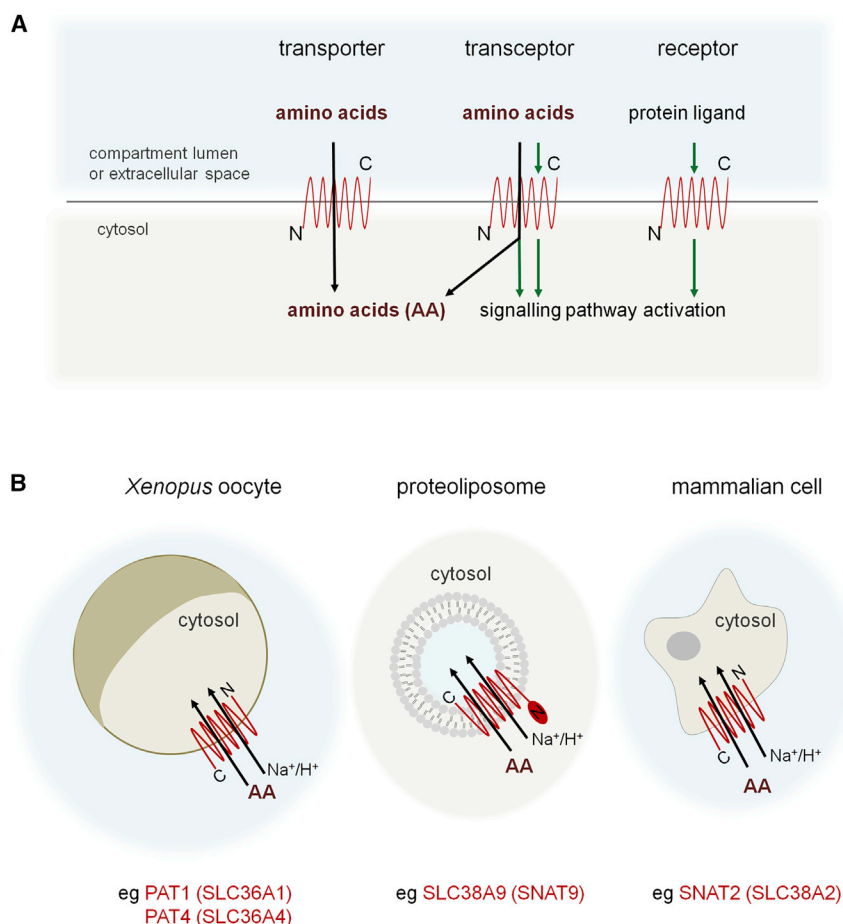 A
transporter transceptor receptor
amino acids amino acids protein ligand
compartment lumen
or extracellular space
C C C
N N N
cytosol
amino acids (AA) signalling pathway activation
B
Xenopus oocyte proteoliposome mammalian cell
cytosol cytosol cytosol
N C N N
C Na⁺/H⁺ Na⁺/H⁺ C Na⁺/H⁺
AA AA AA
eg PAT1 (SLC36A1) eg SLC38A9 (SNAT9) eg SNAT2 (SLC38A2)
PAT4 (SLC36A4)